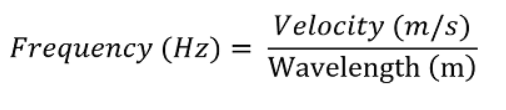 Frequency (Hz) = Velocity (m/s) / Wavelength (m)